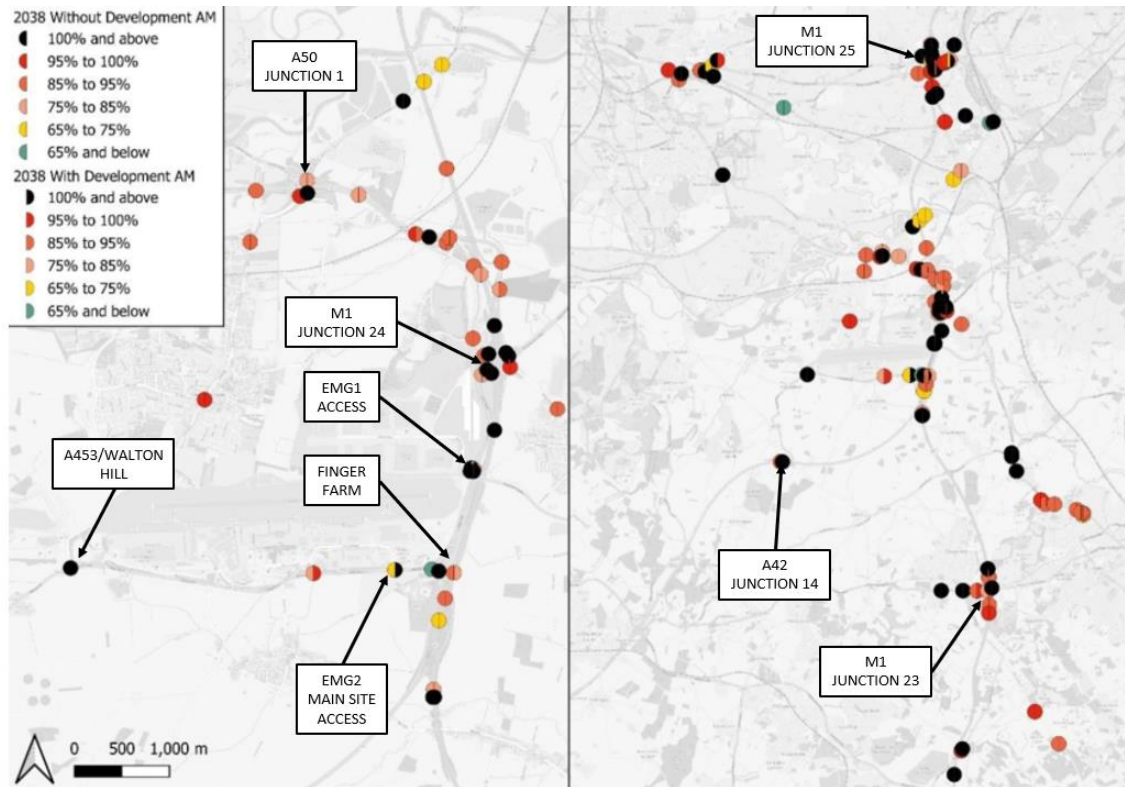 2038 Without Development AM
100% and above
95% to 100%
85% to 95%
75% to 85%
65% to 75%
65% and below
2038 With Development AM
100% and above
95% to 100%
85% to 95%
75% to 85%
65% to 75%
65% and below
A50
JUNCTION 1
M1
JUNCTION 24
EMG1
ACCESS
A453/WALTON
HILL
FINGER
FARM
EMG2
MAIN SITE
ACCESS
0 500 1,000 m
M1
JUNCTION 25
A42
JUNCTION 14
M1
JUNCTION 23